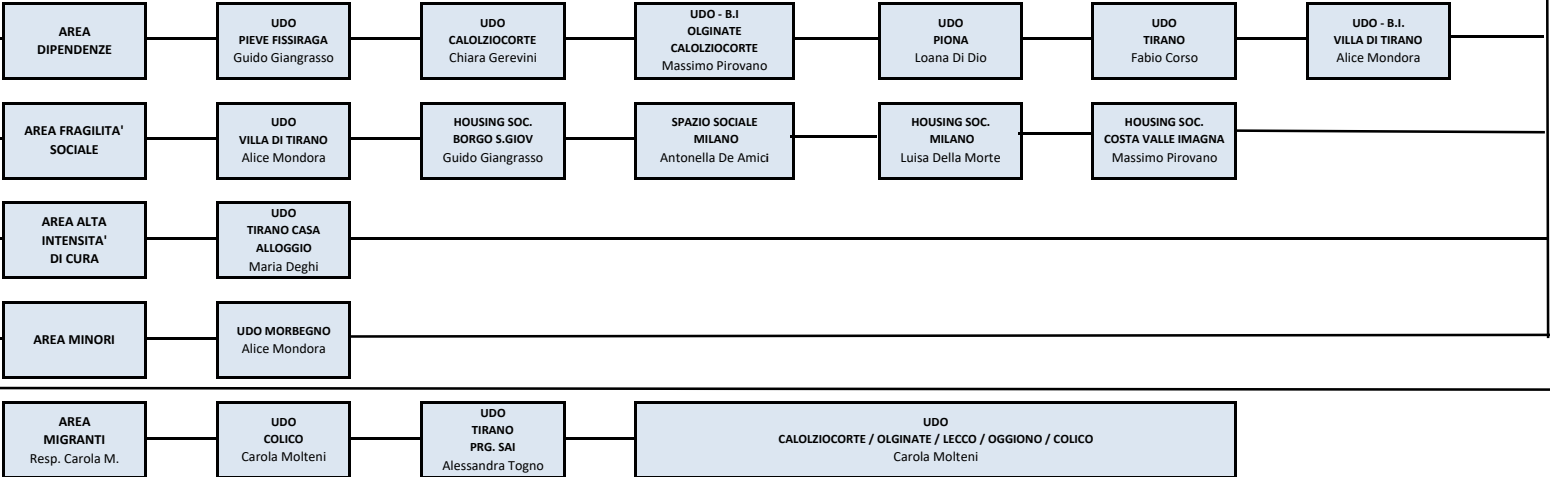 AREA
DIPENDENZE
UDO
PIEVE FISSIRAGA
Guido Giangrasso
UDO
CALOLZIOCORTE
Chiara Gerevini
UDO - B.I
OLGINATE
CALOLZIOCORTE
Massimo Pirovano
UDO
PIONA
Loana Di Dio
UDO
TIRANO
Fabio Corso
UDO - B.I.
VILLA DI TIRANO
Alice Mondora
AREA FRAGILITA'
SOCIALE
UDO
VILLA DI TIRANO
Alice Mondora
HOUSING SOC.
BORGO S.GIOV
Guido Giangrasso
SPAZIO SOCIALE
MILANO
Antonella De Amici
HOUSING SOC.
MILANO
Luisa Della Morte
HOUSING SOC.
COSTA VALLE IMAGNA
Massimo Pirovano
AREA ALTA
INTENSITA'
DI CURA
UDO
TIRANO CASA
ALLOGGIO
Maria Deghi
AREA MINORI
UDO MORBEGNO
Alice Mondora
AREA
MIGRANTI
Resp. Carola M.
UDO
COLICO
Carola Molteni
UDO
TIRANO
PRG. SAI
Alessandra Togno
UDO
CALOLZIOCORTE / OLGINATE / LECCO / OGGIONO / COLICO
Carola Molteni